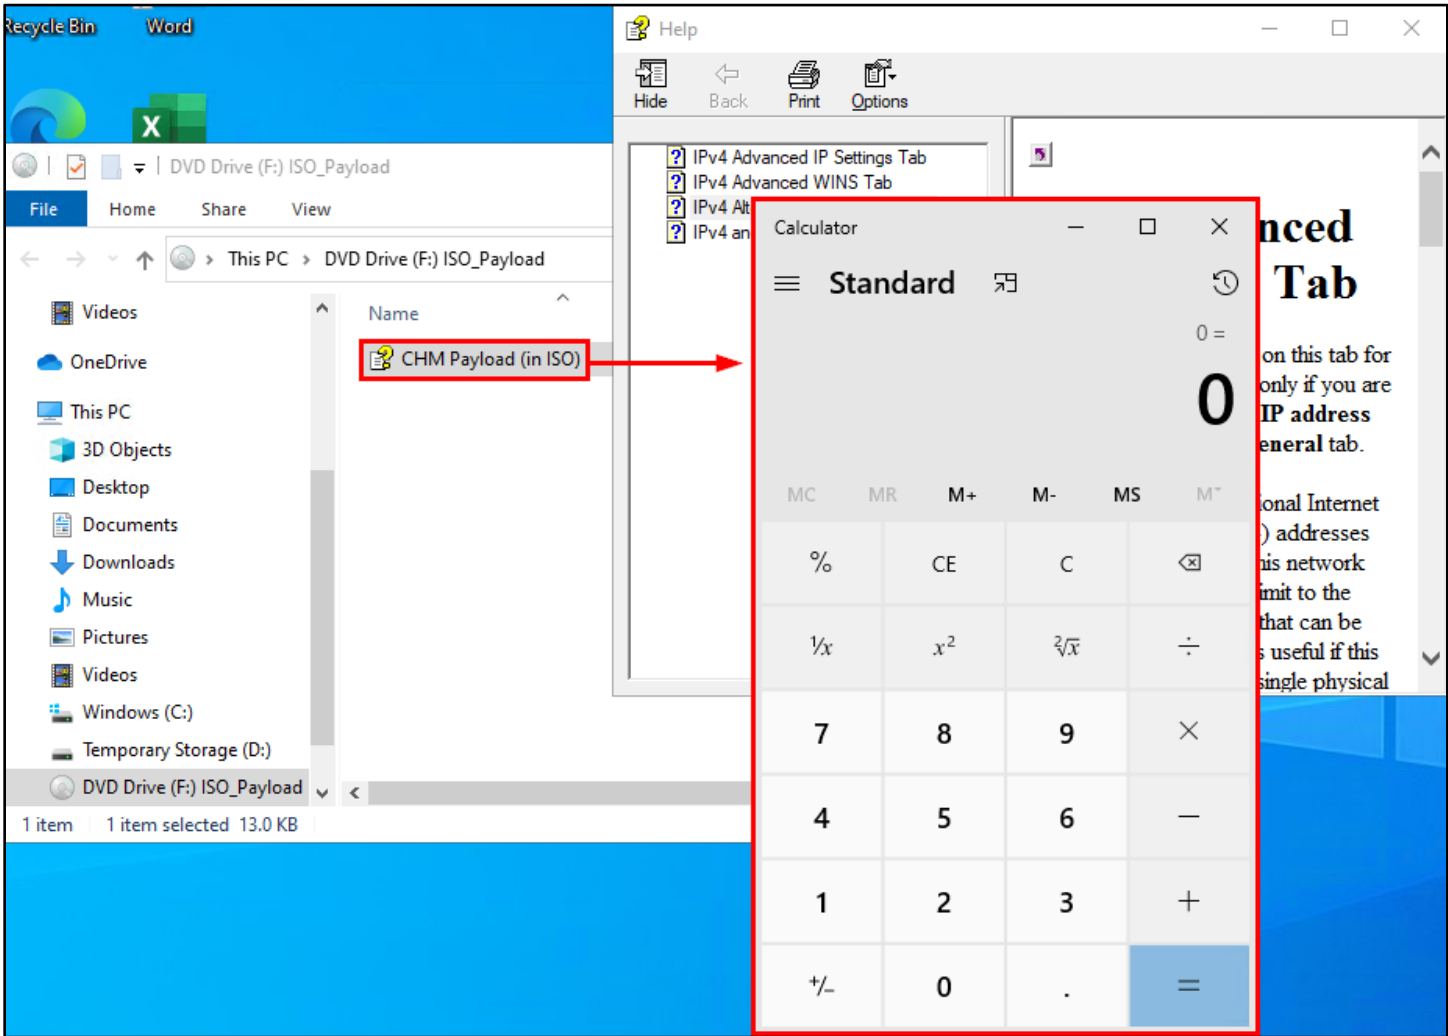 Recycle Bin
Word
DVD Drive (F:) ISO_Payload
File Home Share View
This PC > DVD Drive (F:) ISO_Payload
Videos
OneDrive
This PC
3D Objects
Desktop
Documents
Downloads
Music
Pictures
Videos
Windows (C:)
Temporary Storage (D:)
DVD Drive (F:) ISO_Payload
Name
CHM Payload (in ISO)
1 item 1 item selected 13.0 KB
Help
Hide Back Print Options
IPv4 Advanced IP Settings Tab
IPv4 Advanced WINS Tab
IPv4 Alt
IPv4 an
nced
Tab
on this tab for
only if you are
IP address
eneral tab.
ional Internet
) addresses
his network
imit to the
that can be
s useful if this
single physical
Calculator
Standard
0 =
0
MC MR M+ M- MS M˅
% CE C
¹/x x² ²√x ÷
7 8 9 ×
4 5 6 −
1 2 3 +
+/− 0 . =